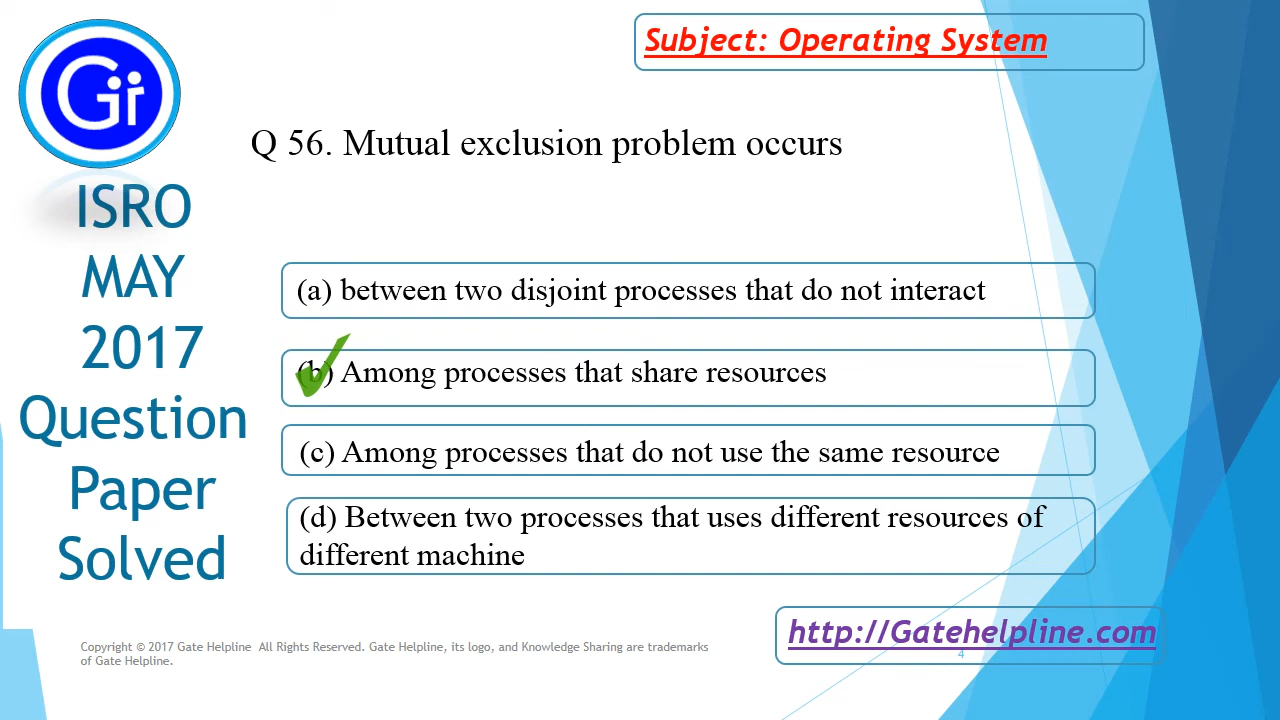 Subject: Operating System
Gif
Q 56. Mutual exclusion problem occurs
ISRO
MAY
2017
Question
Paper
Solved
(a) between two disjoint processes that do not interact
(b) Among processes that share resources
(c) Among processes that do not use the same resource
(d) Between two processes that uses different resources of
different machine
http://Gatehelpline.com
4
Copyright © 2017 Gate Helpline All Rights Reserved. Gate Helpline, its logo, and Knowledge Sharing are trademarks
of Gate Helpline.